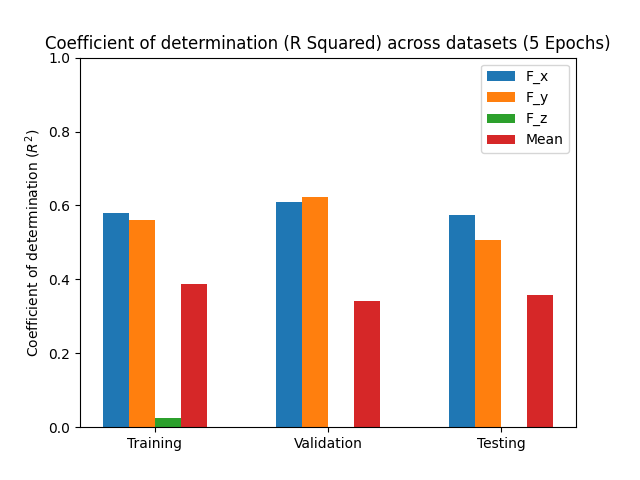 Coefficient of determination (R Squared) across datasets (5 Epochs)
Coefficient of determination (R²)
1.0
0.8
0.6
0.4
0.2
0.0
F_x
F_y
F_z
Mean
Training
Validation
Testing